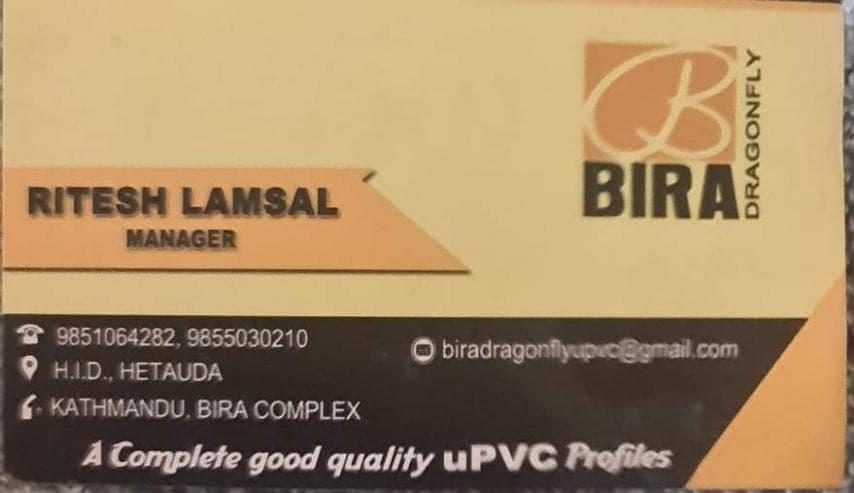 B
BIRA
DRAGONFLY
RITESH LAMSAL
MANAGER
9851064282, 9855030210
H.I.D., HETAUDA
KATHMANDU, BIRA COMPLEX
biradragonflyupvc@gmail.com
A Complete good quality uPVC Profiles